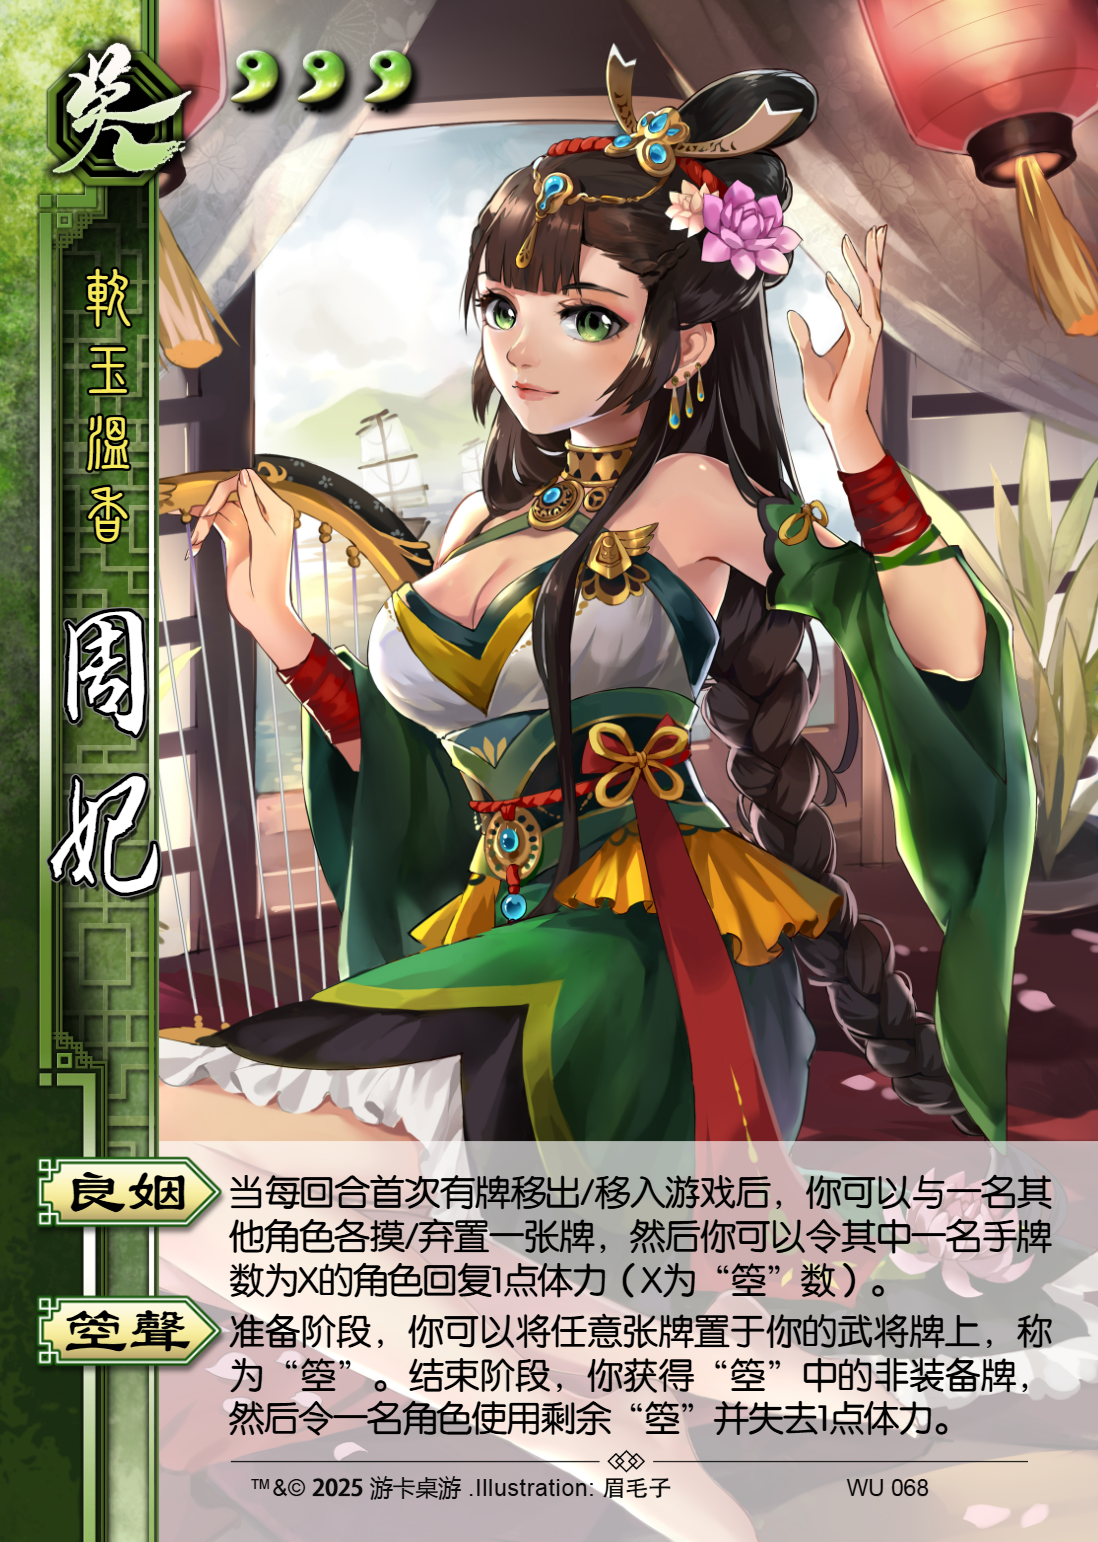 吴
軟玉溫香
周妃
良姻
当每回合首次有牌移出/移入游戏后，你可以与一名其
他角色各摸/弃置一张牌，然后你可以令其中一名手牌
数为X的角色回复1点体力（X为“箜”数）。
箜聲
准备阶段，你可以将任意张牌置于你的武将牌上，称
为“箜”。结束阶段，你获得“箜”中的非装备牌，
然后令一名角色使用剩余“箜”并失去1点体力。
™&© 2025 游卡桌游 .Illustration: 眉毛子
WU 068